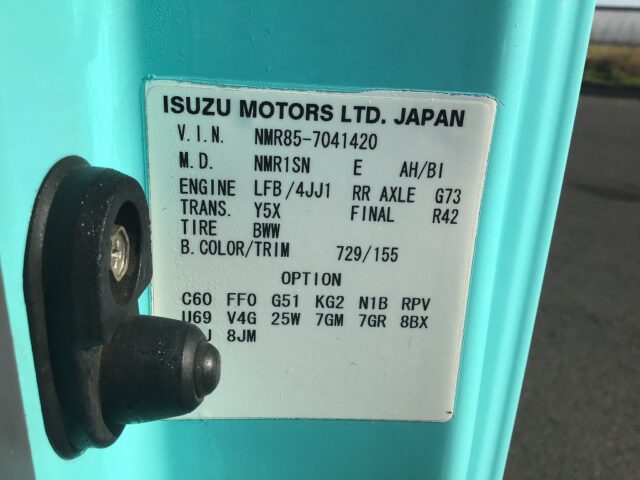 ISUZU MOTORS LTD. JAPAN
V.I.N. NMR85-7041420
M.D. NMR1SN E AH/BI
ENGINE LFB/4JJ1 RR AXLE G73
TRANS. Y5X FINAL R42
TIRE BWW
B.COLOR/TRIM 729/155
OPTION
C60 FF0 G51 KG2 N1B RPV
U69 V4G 25W 7GM 7GR 8BX
8JM